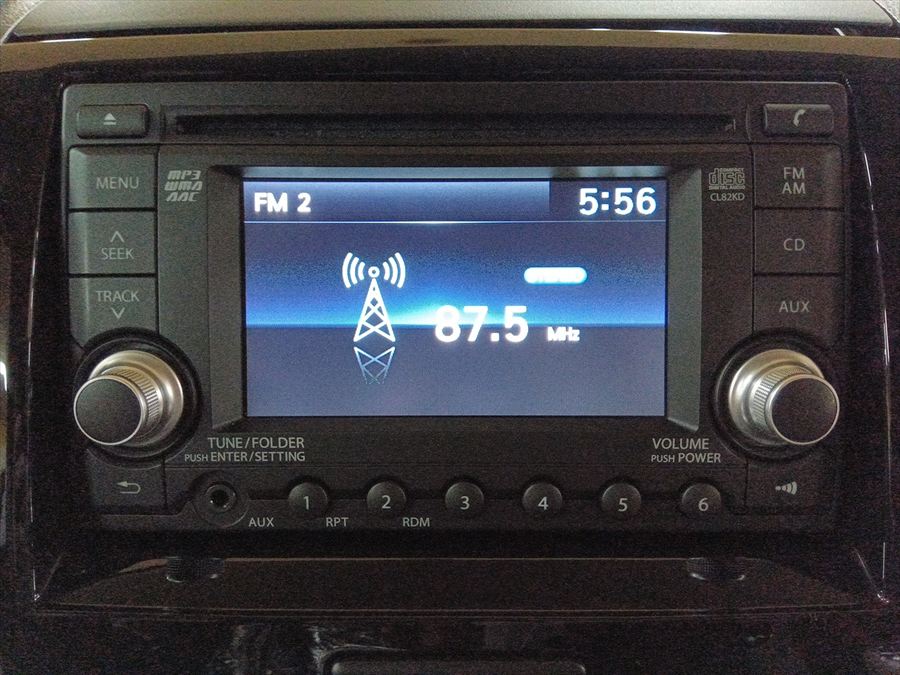 MENU
MP3
WMA
AAC
FM 2
5:56
COMPACT
disc
DIGITAL AUDIO
CL82KD
FM
AM
SEEK
CD
TRACK
87.5 MHz
AUX
TUNE/FOLDER
PUSH ENTER/SETTING
VOLUME
PUSH POWER
1
2
3
4
5
6
AUX
RPT
RDM